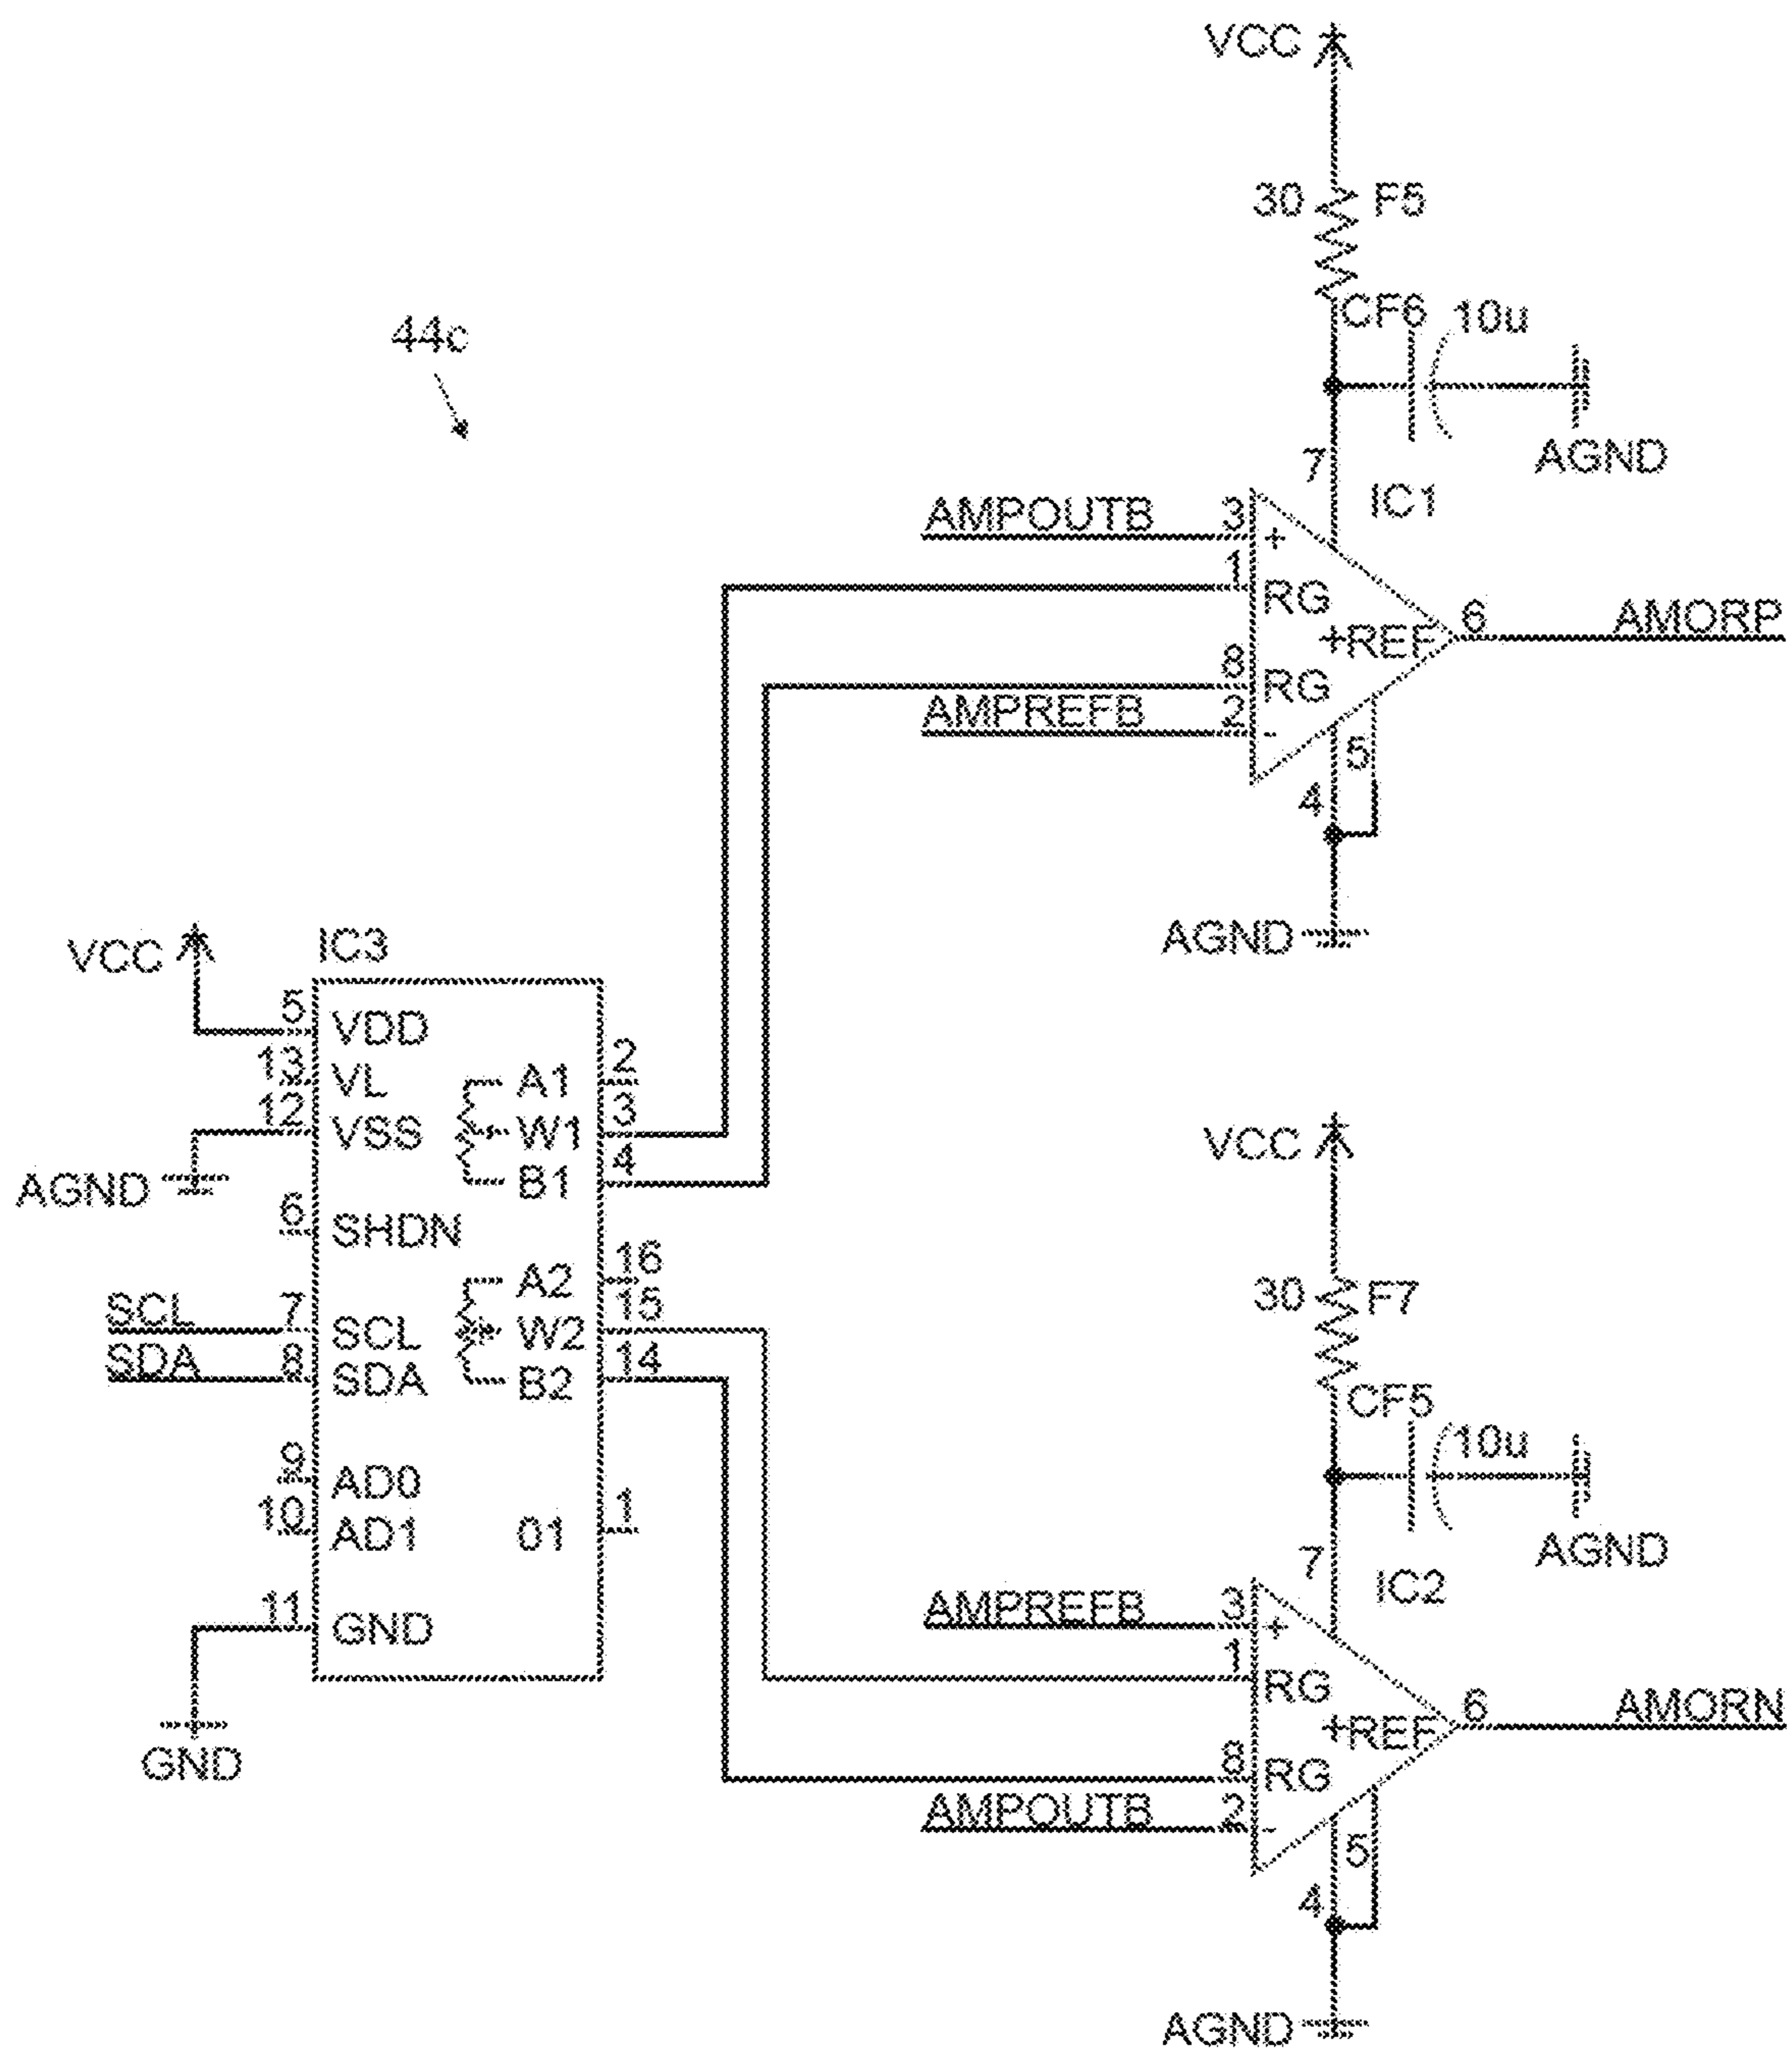 VCC
30 F5
CF6 10u
44c
AGND
7
IC1
AMPOUTB 3 +
1 RG
+REF 6 AMORP
8 RG
AMPREFB 2 -
5
4
AGND
VCC
IC3
5 VDD
13 VL
12 VSS
AGND
6 SHDN
SCL 7 SCL
SDA 8 SDA
9 AD0
10 AD1
11 GND
GND
A1 2
W1 3
B1 4
A2 16
W2 15
B2 14
01 1
VCC
30 F7
CF5
10u
AGND
7
IC2
AMPREFB 3 +
1 RG
+REF 6 AMORN
8 RG
AMPOUTB 2 -
5
4
AGND